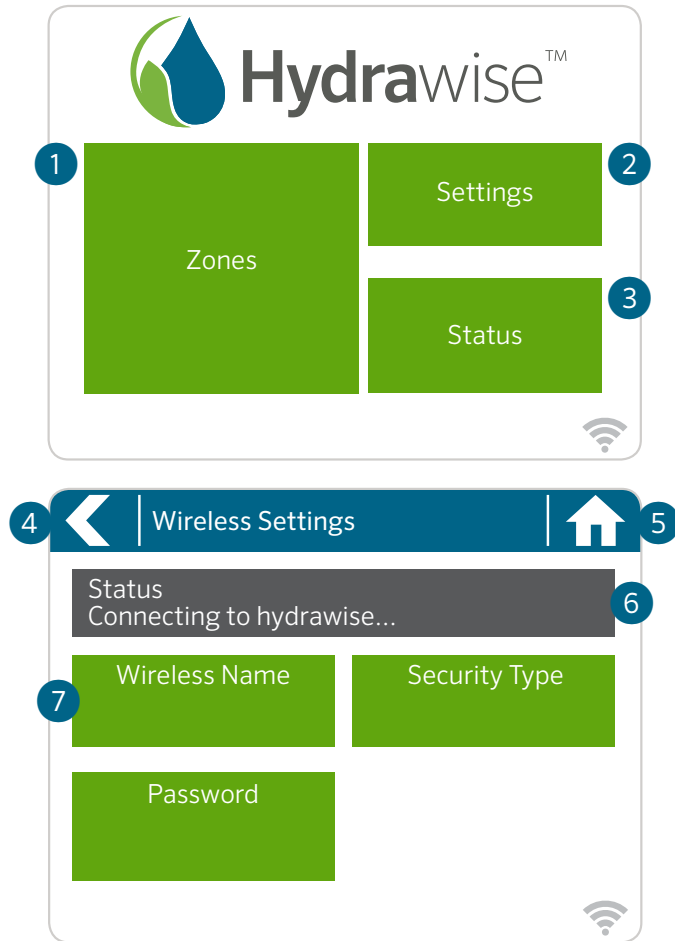 Hydrawise™
1
2
Settings
Zones
3
Status
4
Wireless Settings
5
Status
Connecting to hydrawise...
6
Wireless Name
Security Type
7
Password